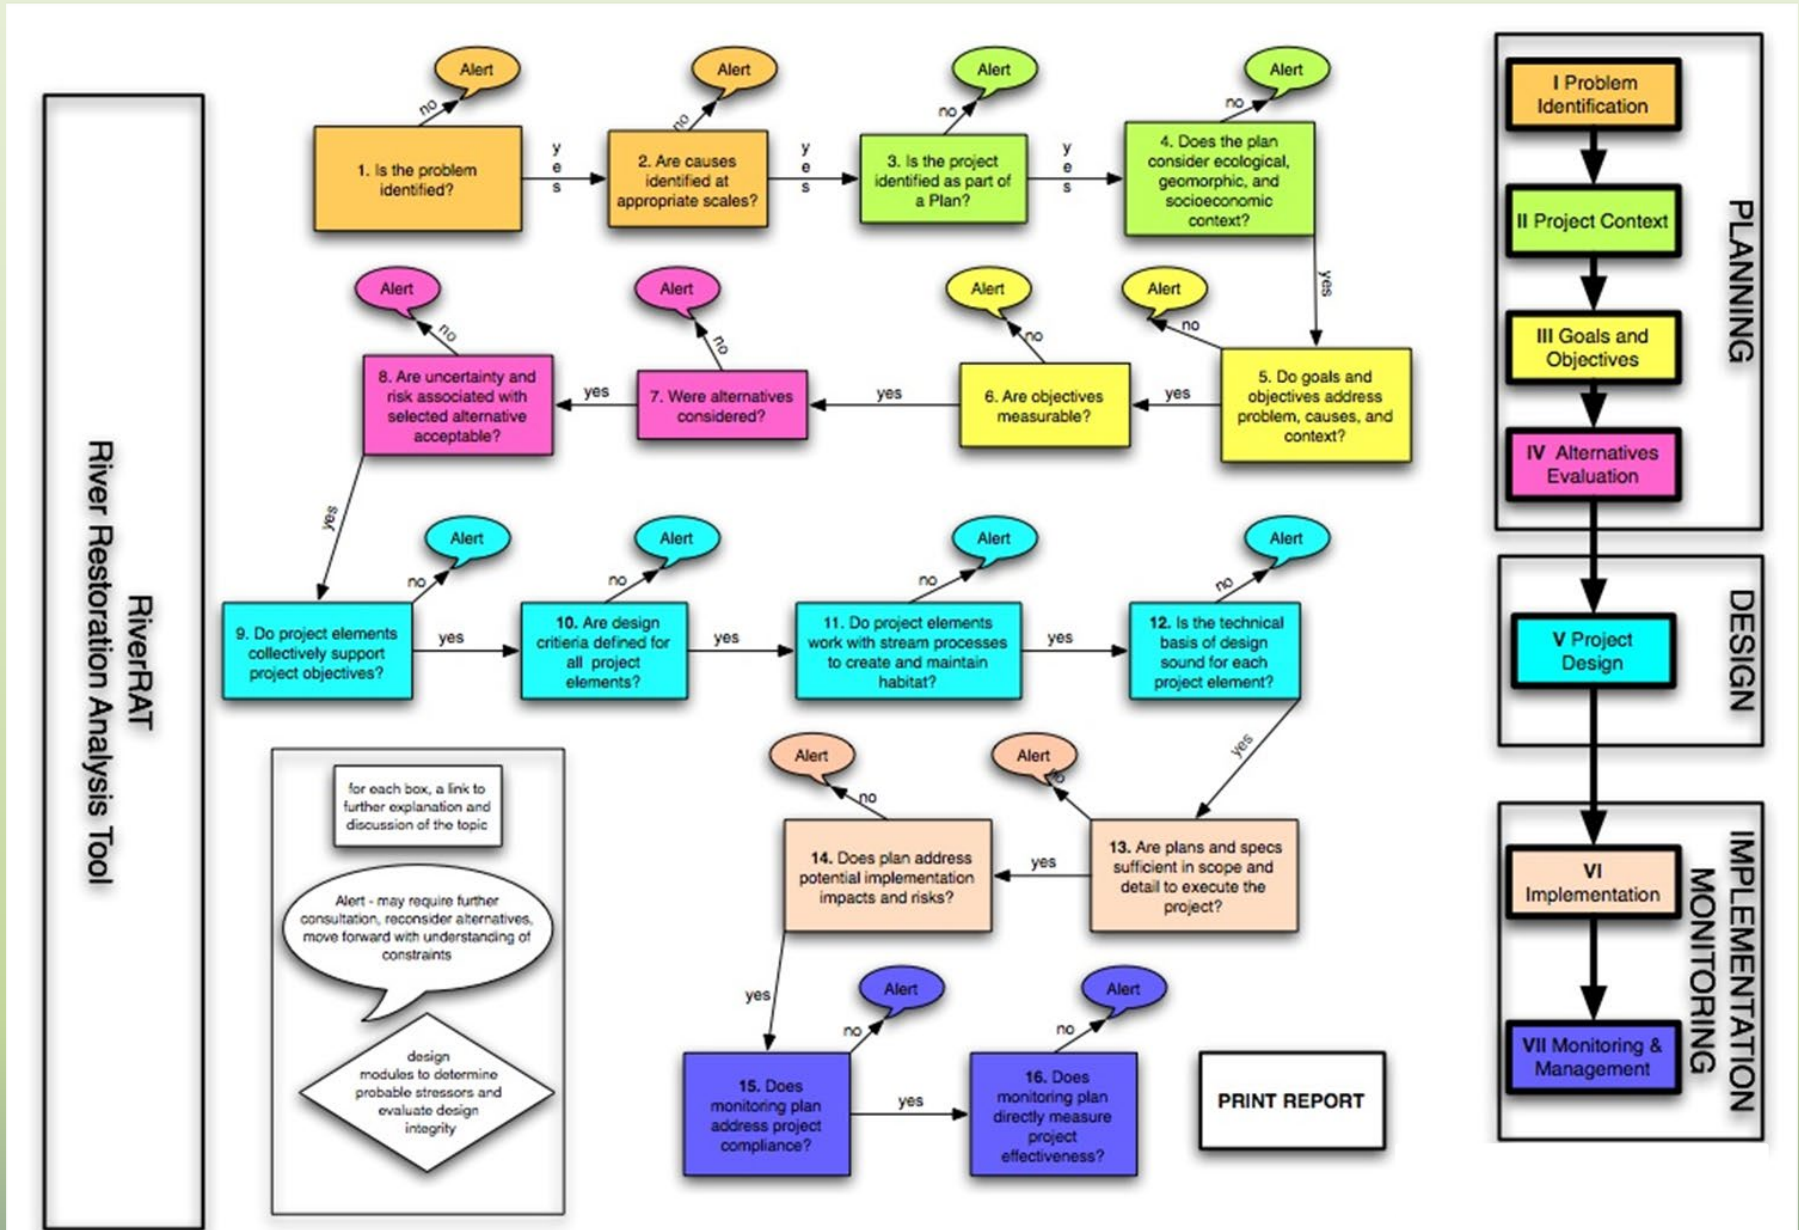 RiverRAT
River Restoration Analysis Tool
Alert
Alert
Alert
Alert
no
no
no
no
1. Is the problem
identified?
yes
2. Are causes
identified at
appropriate scales?
yes
3. Is the project
identified as part of
a Plan?
yes
4. Does the plan
consider ecological,
geomorphic, and
socioeconomic
context?
yes
Alert
Alert
Alert
Alert
no
no
no
no
8. Are uncertainty and
risk associated with
selected alternative
acceptable?
yes
7. Were alternatives
considered?
yes
6. Are objectives
measurable?
yes
5. Do goals and
objectives address
problem, causes, and
context?
yes
Alert
Alert
Alert
Alert
no
no
no
no
9. Do project elements
collectively support
project objectives?
yes
10. Are design
critieria defined for
all project
elements?
yes
11. Do project elements
work with stream processes
to create and maintain
habitat?
yes
12. Is the technical
basis of design
sound for each
project element?
yes
Alert
Alert
no
no
14. Does plan address
potential implementation
impacts and risks?
yes
13. Are plans and specs
sufficient in scope and
detail to execute the
project?
yes
Alert
Alert
no
no
15. Does
monitoring plan
address project
compliance?
yes
16. Does
monitoring plan
directly measure
project
effectiveness?
PRINT REPORT
for each box, a link to
further explanation and
discussion of the topic
Alert - may require further
consultation, reconsider alternatives,
move forward with understanding of
constraints
design
modules to determine
probable stressors and
evaluate design
integrity
I Problem
Identification
II Project Context
III Goals and
Objectives
IV Alternatives
Evaluation
PLANNING
V Project
Design
DESIGN
VI
Implementation
VII Monitoring &
Management
IMPLEMENTATION
MONITORING